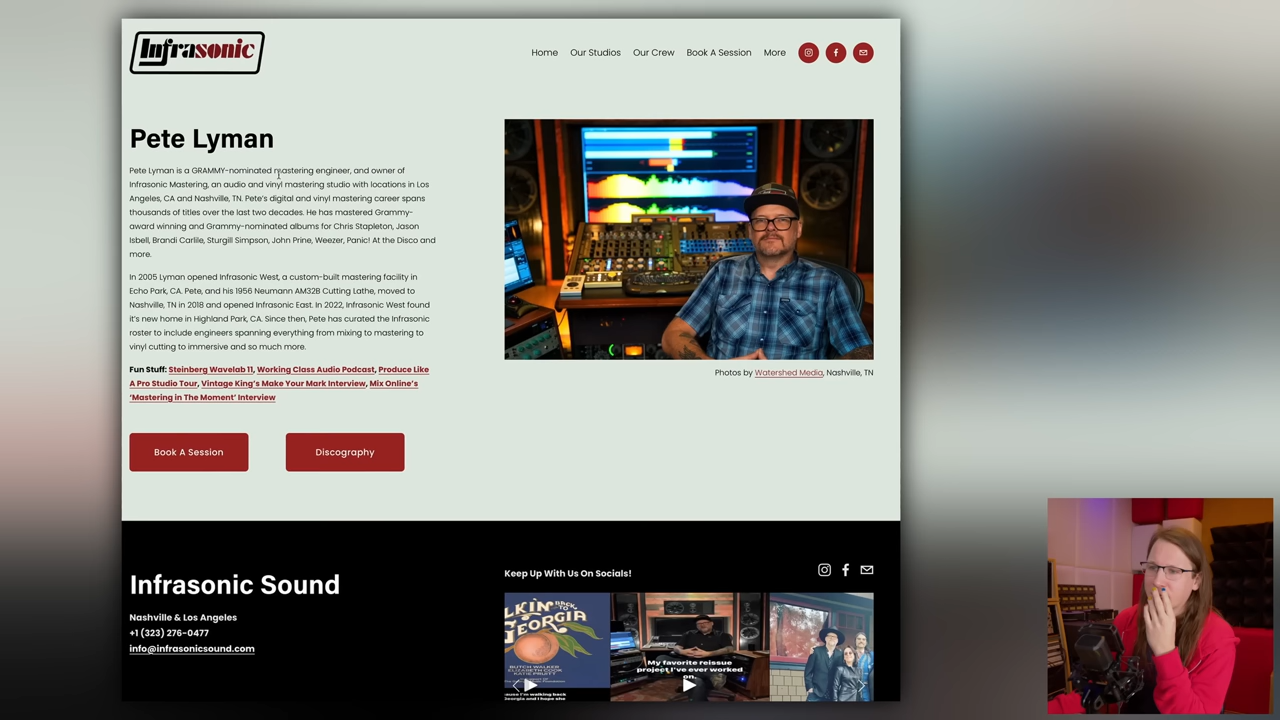 Infrasonic
Home Our Studios Our Crew Book A Session More
Pete Lyman
Pete Lyman is a GRAMMY-nominated mastering engineer, and owner of
Infrasonic Mastering, an audio and vinyl mastering studio with locations in Los
Angeles, CA and Nashville, TN. Pete's digital and vinyl mastering career spans
thousands of titles over the last two decades. He has mastered Grammy-
award winning and Grammy-nominated albums for Chris Stapleton, Jason
Isbell, Brandi Carlile, Sturgill Simpson, John Prine, Weezer, Panic! At the Disco and
more.
In 2005 Lyman opened Infrasonic West, a custom-built mastering facility in
Echo Park, CA. Pete, and his 1956 Neumann AM32B Cutting Lathe, moved to
Nashville, TN in 2018 and opened Infrasonic East. In 2022, Infrasonic West found
it's new home in Highland Park, CA. Since then, Pete has curated the Infrasonic
roster to include engineers spanning everything from mixing to mastering to
vinyl cutting to immersive and so much more.
Fun Stuff: Steinberg Wavelab 11, Working Class Audio Podcast, Produce Like
A Pro Studio Tour, Vintage King's Make Your Mark Interview, Mix Online's
'Mastering in The Moment' Interview
Book A Session Discography
Photos by Watershed Media, Nashville, TN
Infrasonic Sound
Nashville & Los Angeles
+1 (323) 276-0477
info@infrasonicsound.com
Keep Up With Us On Socials!
GEORGIA
BUTCH WALKER
ELIZABETH COOK
KATIE PRUITT
My favorite reissue
project I've ever worked
on.